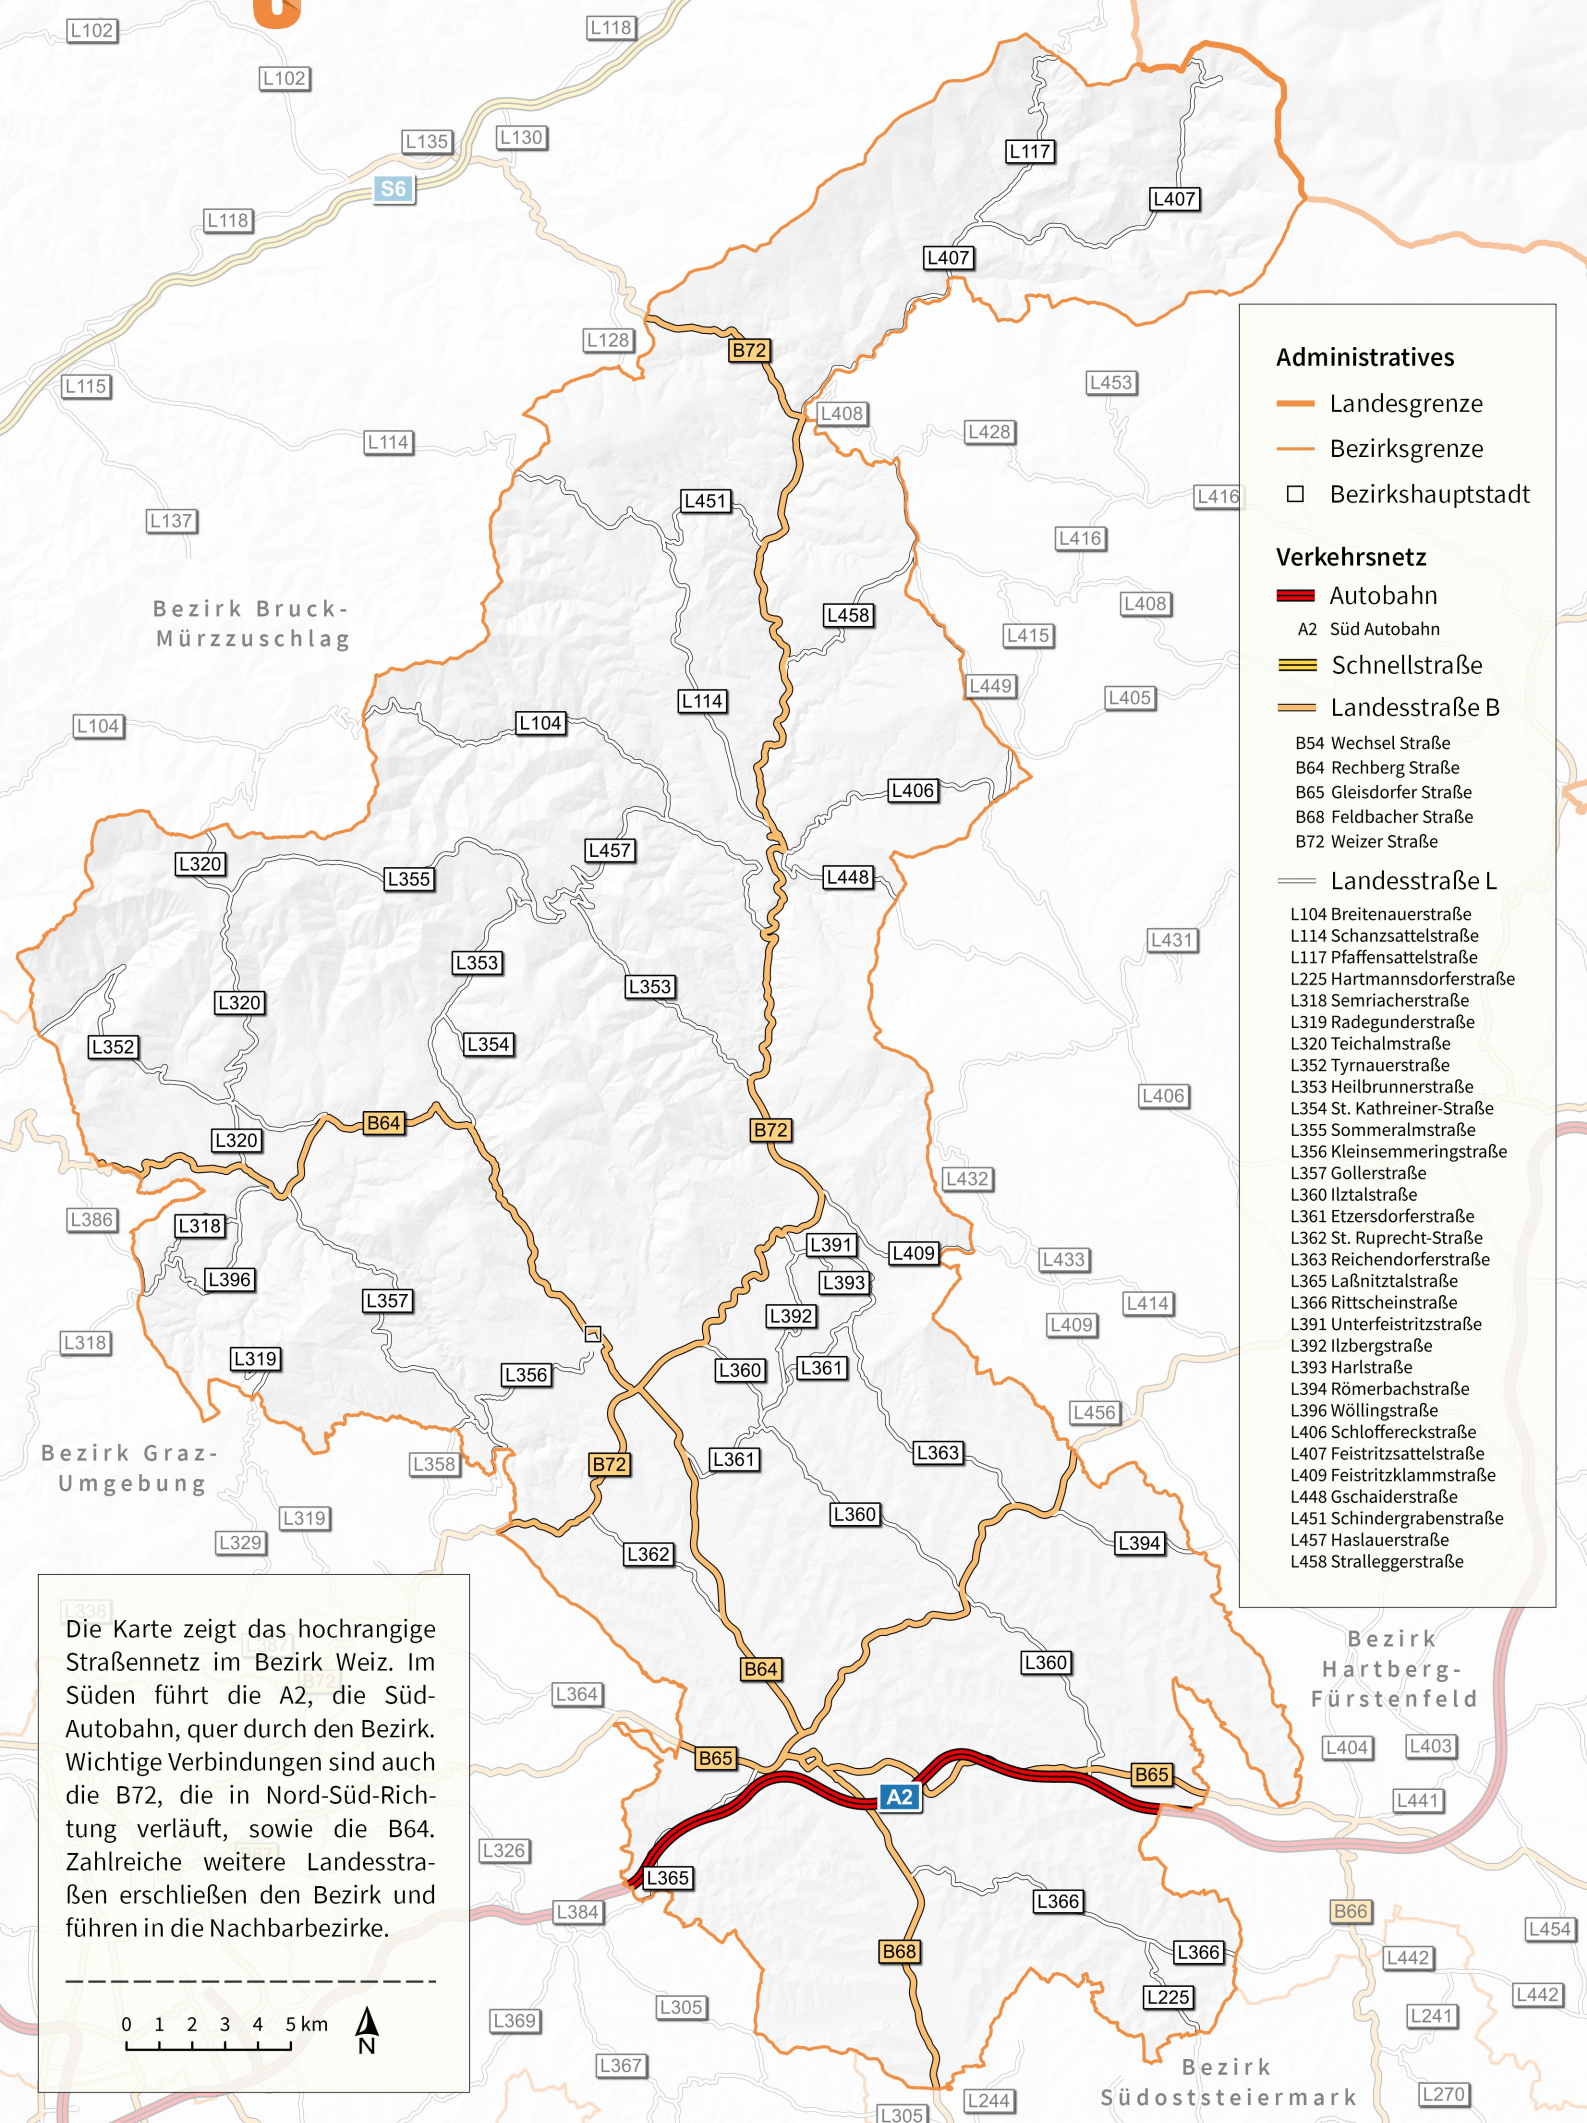 L102
L118
L102
L135
L130
S6
L118
L117
L407
L407
L128
B72
L115
L408
L453
L114
L428
L451
L416
L137
L416
L458
L408
L415
Bezirk Bruck-
Mürzzuschlag
L449
L405
L114
L104
L104
L406
L457
L320
L355
L448
L431
L353
L353
L320
L354
L352
L406
B64
B72
L320
L432
L386
L318
L391
L409
L433
L396
L393
L357
L392
L414
L409
L318
L319
L360
L361
L356
L456
Bezirk Graz-
Umgebung
L358
B72
L361
L363
L319
L329
L360
L394
L362
L338
L387
B72
B64
L360
L364
Bezirk
Hartberg-
Fürstenfeld
B65
B65
L404
L403
A2
L441
L326
L365
L384
L366
B66
L454
B68
L366
L442
L225
L442
L369
L305
L241
L367
Bezirk
Südoststeiermark
L244
L270
L305
Administratives
Landesgrenze
Bezirksgrenze
Bezirkshauptstadt
Verkehrsnetz
Autobahn
A2 Süd Autobahn
Schnellstraße
Landesstraße B
B54 Wechsel Straße
B64 Rechberg Straße
B65 Gleisdorfer Straße
B68 Feldbacher Straße
B72 Weizer Straße
Landesstraße L
L104 Breitenauerstraße
L114 Schanzsattelstraße
L117 Pfaffensattelstraße
L225 Hartmannsdorferstraße
L318 Semriacherstraße
L319 Radegunderstraße
L320 Teichalmstraße
L352 Tyrnauerstraße
L353 Heilbrunnerstraße
L354 St. Kathreiner-Straße
L355 Sommeralmstraße
L356 Kleinsemmeringstraße
L357 Gollerstraße
L360 Ilztalstraße
L361 Etzersdorferstraße
L362 St. Ruprecht-Straße
L363 Reichendorferstraße
L365 Laßnitztalstraße
L366 Rittscheinstraße
L391 Unterfeistritzstraße
L392 Ilzbergstraße
L393 Harlstraße
L394 Römerbachstraße
L396 Wöllingstraße
L406 Schloffereckstraße
L407 Feistritzsattelstraße
L409 Feistritzklammstraße
L448 Gschaiderstraße
L451 Schindergrabenstraße
L457 Haslauerstraße
L458 Stralleggerstraße
Die Karte zeigt das hochrangige
Straßennetz im Bezirk Weiz. Im
Süden führt die A2, die Süd-
Autobahn, quer durch den Bezirk.
Wichtige Verbindungen sind auch
die B72, die in Nord-Süd-Rich-
tung verläuft, sowie die B64.
Zahlreiche weitere Landesstra-
ßen erschließen den Bezirk und
führen in die Nachbarbezirke.
0 1 2 3 4 5 km
N